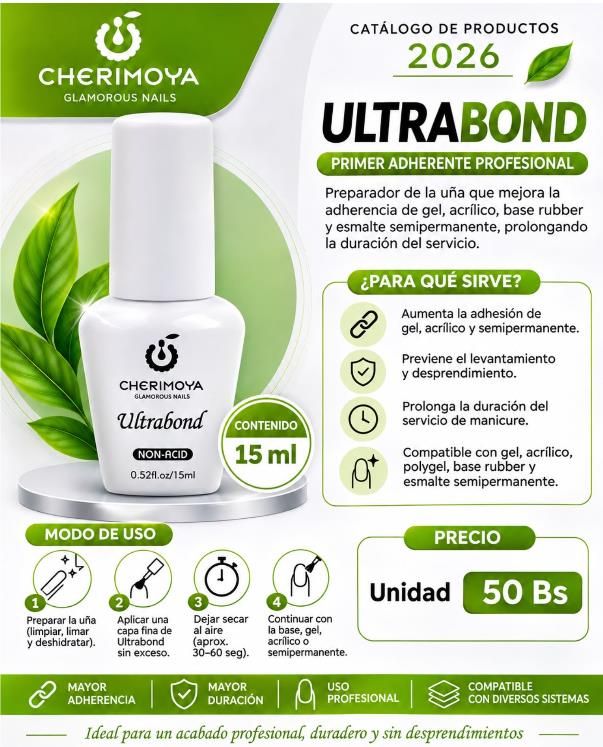 CHERIMOYA
GLAMOROUS NAILS
CATÁLOGO DE PRODUCTOS
2026
ULTRABOND
PRIMER ADHERENTE PROFESIONAL
Preparador de la uña que mejora la
adherencia de gel, acrílico, base rubber
y esmalte semipermanente, prolongando
la duración del servicio.
¿PARA QUÉ SIRVE?
Aumenta la adhesión de
gel, acrílico y semipermanente.
Previene el levantamiento
y desprendimiento.
Prolonga la duración del
servicio de manicure.
Compatible con gel, acrílico,
polygel, base rubber y
esmalte semipermanente.
CHERIMOYA
GLAMOROUS NAILS
Ultrabond
NON-ACID
0.52fl.oz/15ml
CONTENIDO
15 ml
MODO DE USO
1
Preparar la uña
(limpiar, limar
y deshidratar).
2
Aplicar una
capa fina de
Ultrabond
sin exceso.
3
Dejar secar
al aire
(aprox.
30-60 seg).
4
Continuar con
la base, gel,
acrílico o
semipermanente.
PRECIO
Unidad 50 Bs
MAYOR
ADHERENCIA
MAYOR
DURACIÓN
USO
PROFESIONAL
COMPATIBLE
CON DIVERSOS SISTEMAS
Ideal para un acabado profesional, duradero y sin desprendimientos